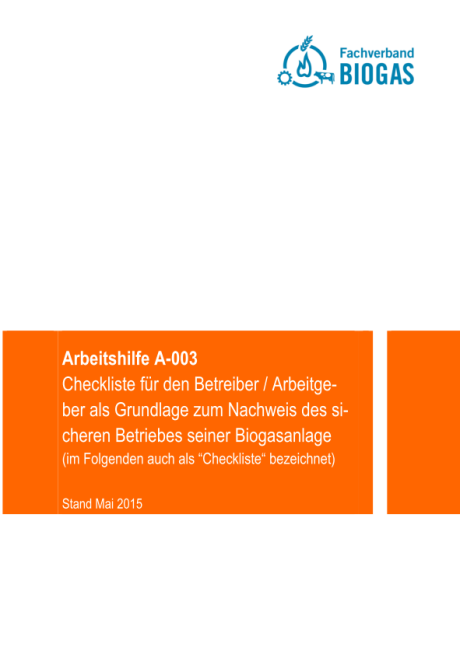 Fachverband
BIOGAS
Arbeitshilfe A-003
Checkliste für den Betreiber / Arbeitge-
ber als Grundlage zum Nachweis des si-
cheren Betriebes seiner Biogasanlage
(im Folgenden auch als “Checkliste“ bezeichnet)
Stand Mai 2015